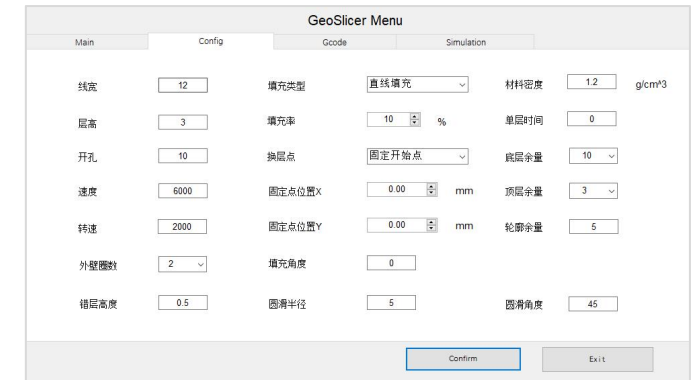 GeoSlicer Menu
Main Config Gcode Simulation
线宽 12 填充类型 直线填充 材料密度 1.2 g/cm^3
层高 3 填充率 10 % 单层时间 0
开孔 10 换层点 固定开始点 底层余量 10
速度 6000 固定点位置X 0.00 mm 顶层余量 3
转速 2000 固定点位置Y 0.00 mm 轮廓余量 5
外壁圈数 2 填充角度 0
错层高度 0.5 圆滑半径 5 圆滑角度 45
Confirm Exit